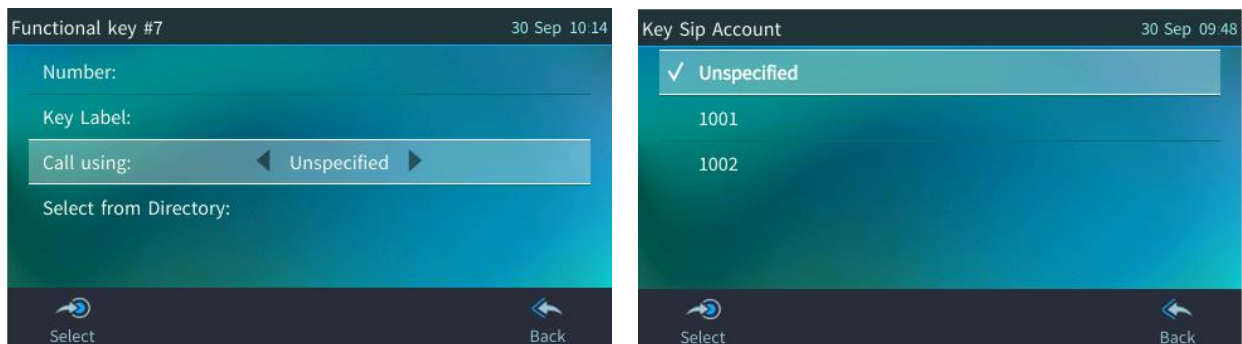 Functional key #7 30 Sep 10:14
Number:
Key Label:
Call using: Unspecified
Select from Directory:
Select Back
Key Sip Account 30 Sep 09:48
✓ Unspecified
1001
1002
Select Back